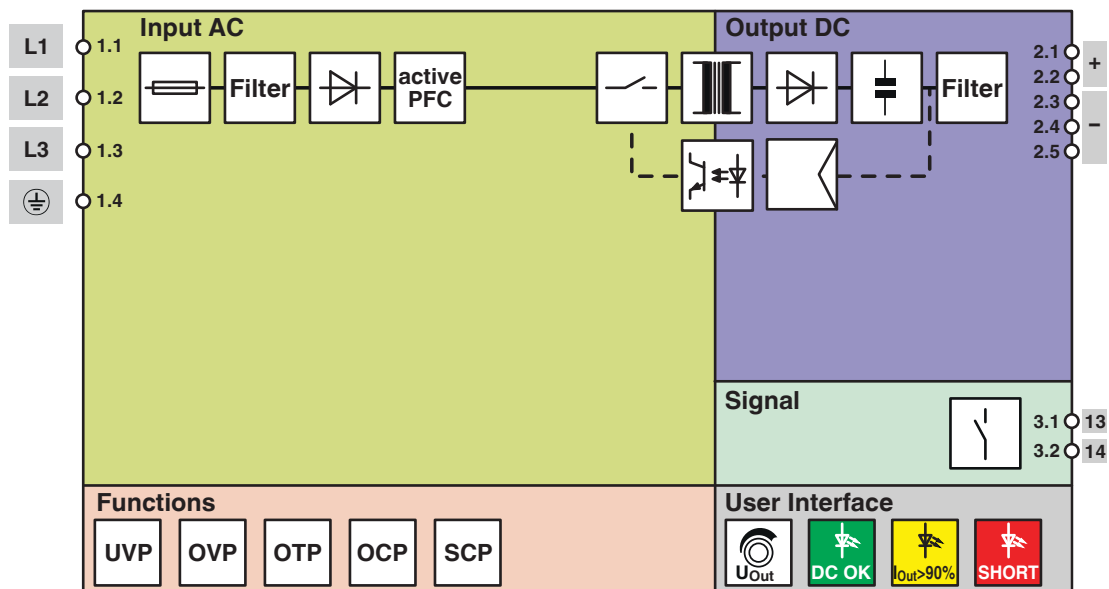 Input AC
Output DC
L1
1.1
L2
1.2
L3
1.3
1.4
Filter
active
PFC
Filter
2.1
2.2
2.3
2.4
2.5
+
−
Signal
3.1
13
3.2
14
Functions
UVP
OVP
OTP
OCP
SCP
User Interface
UOut
DC OK
IOut>90%
SHORT